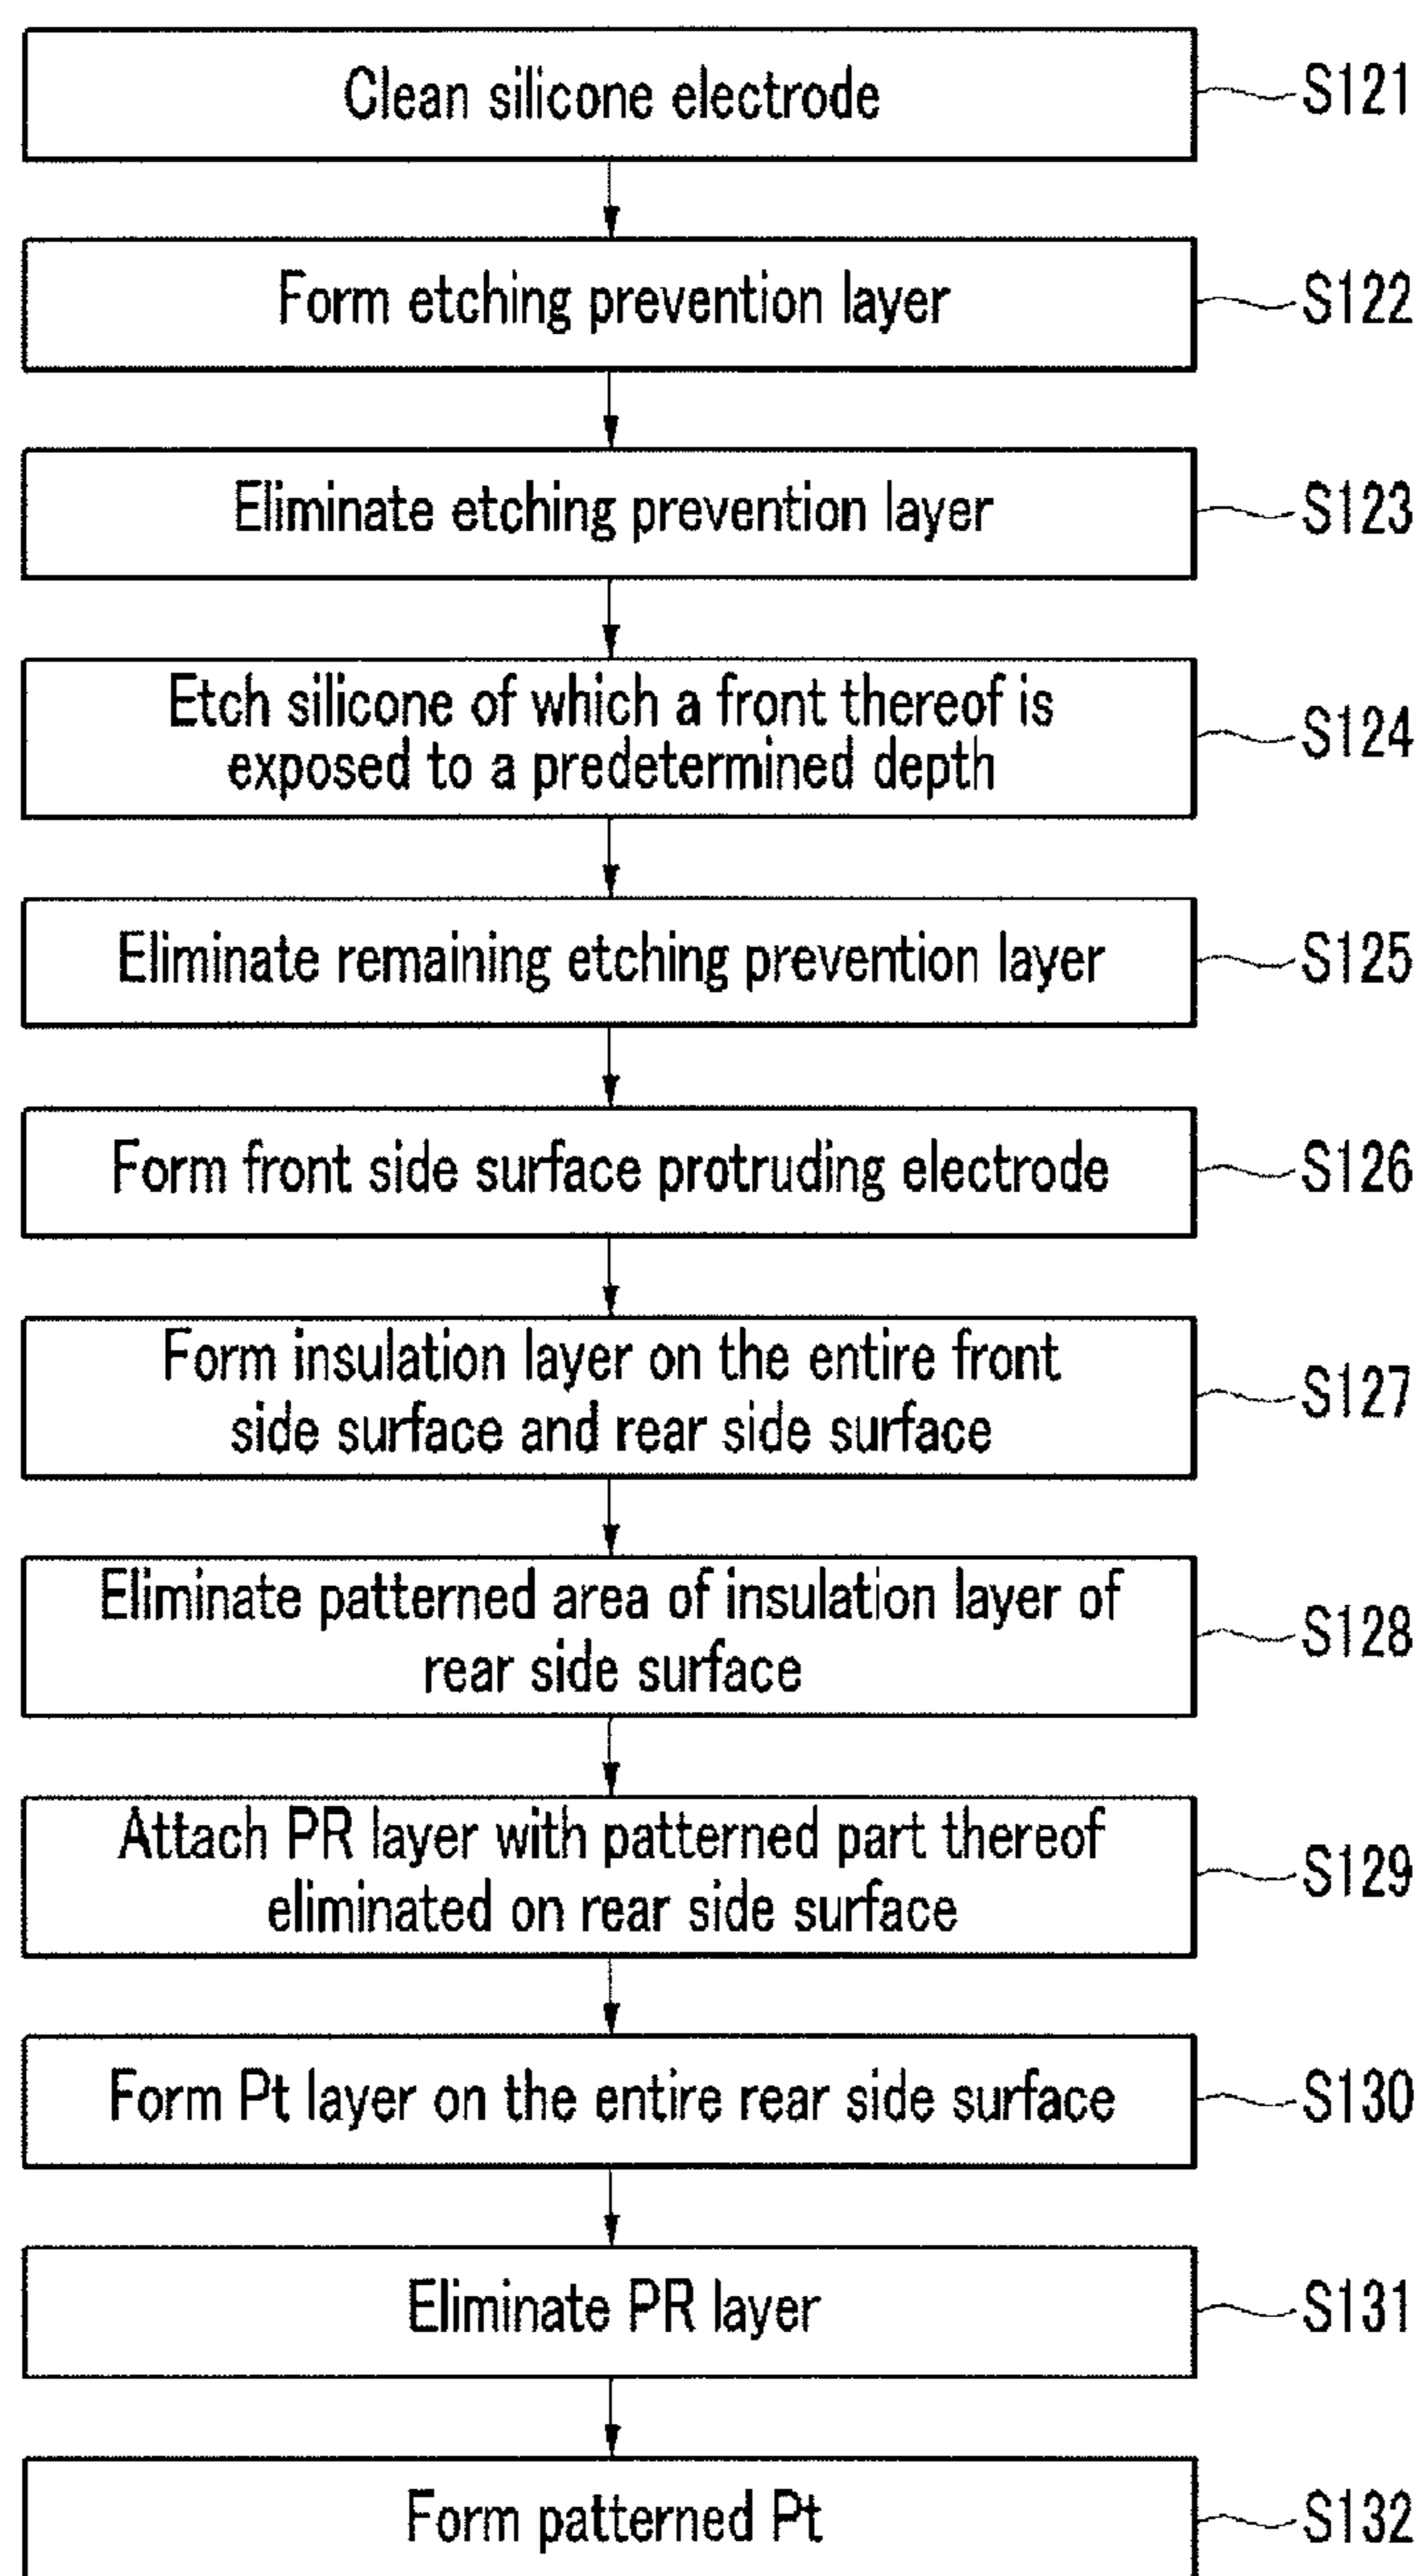 Clean silicone electrode
S121
Form etching prevention layer
S122
Eliminate etching prevention layer
S123
Etch silicone of which a front thereof is
exposed to a predetermined depth
S124
Eliminate remaining etching prevention layer
S125
Form front side surface protruding electrode
S126
Form insulation layer on the entire front
side surface and rear side surface
S127
Eliminate patterned area of insulation layer of
rear side surface
S128
Attach PR layer with patterned part thereof
eliminated on rear side surface
S129
Form Pt layer on the entire rear side surface
S130
Eliminate PR layer
S131
Form patterned Pt
S132